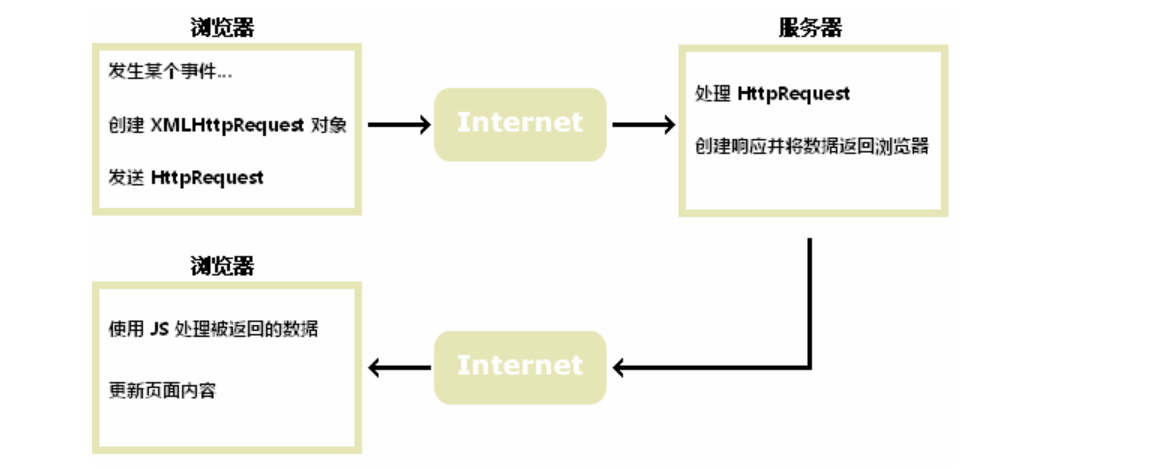 浏览器
发生某个事件...
创建 XMLHttpRequest 对象
发送 HttpRequest
Internet
服务器
处理 HttpRequest
创建响应并将数据返回浏览器
浏览器
使用 JS 处理被返回的数据
更新页面内容
Internet